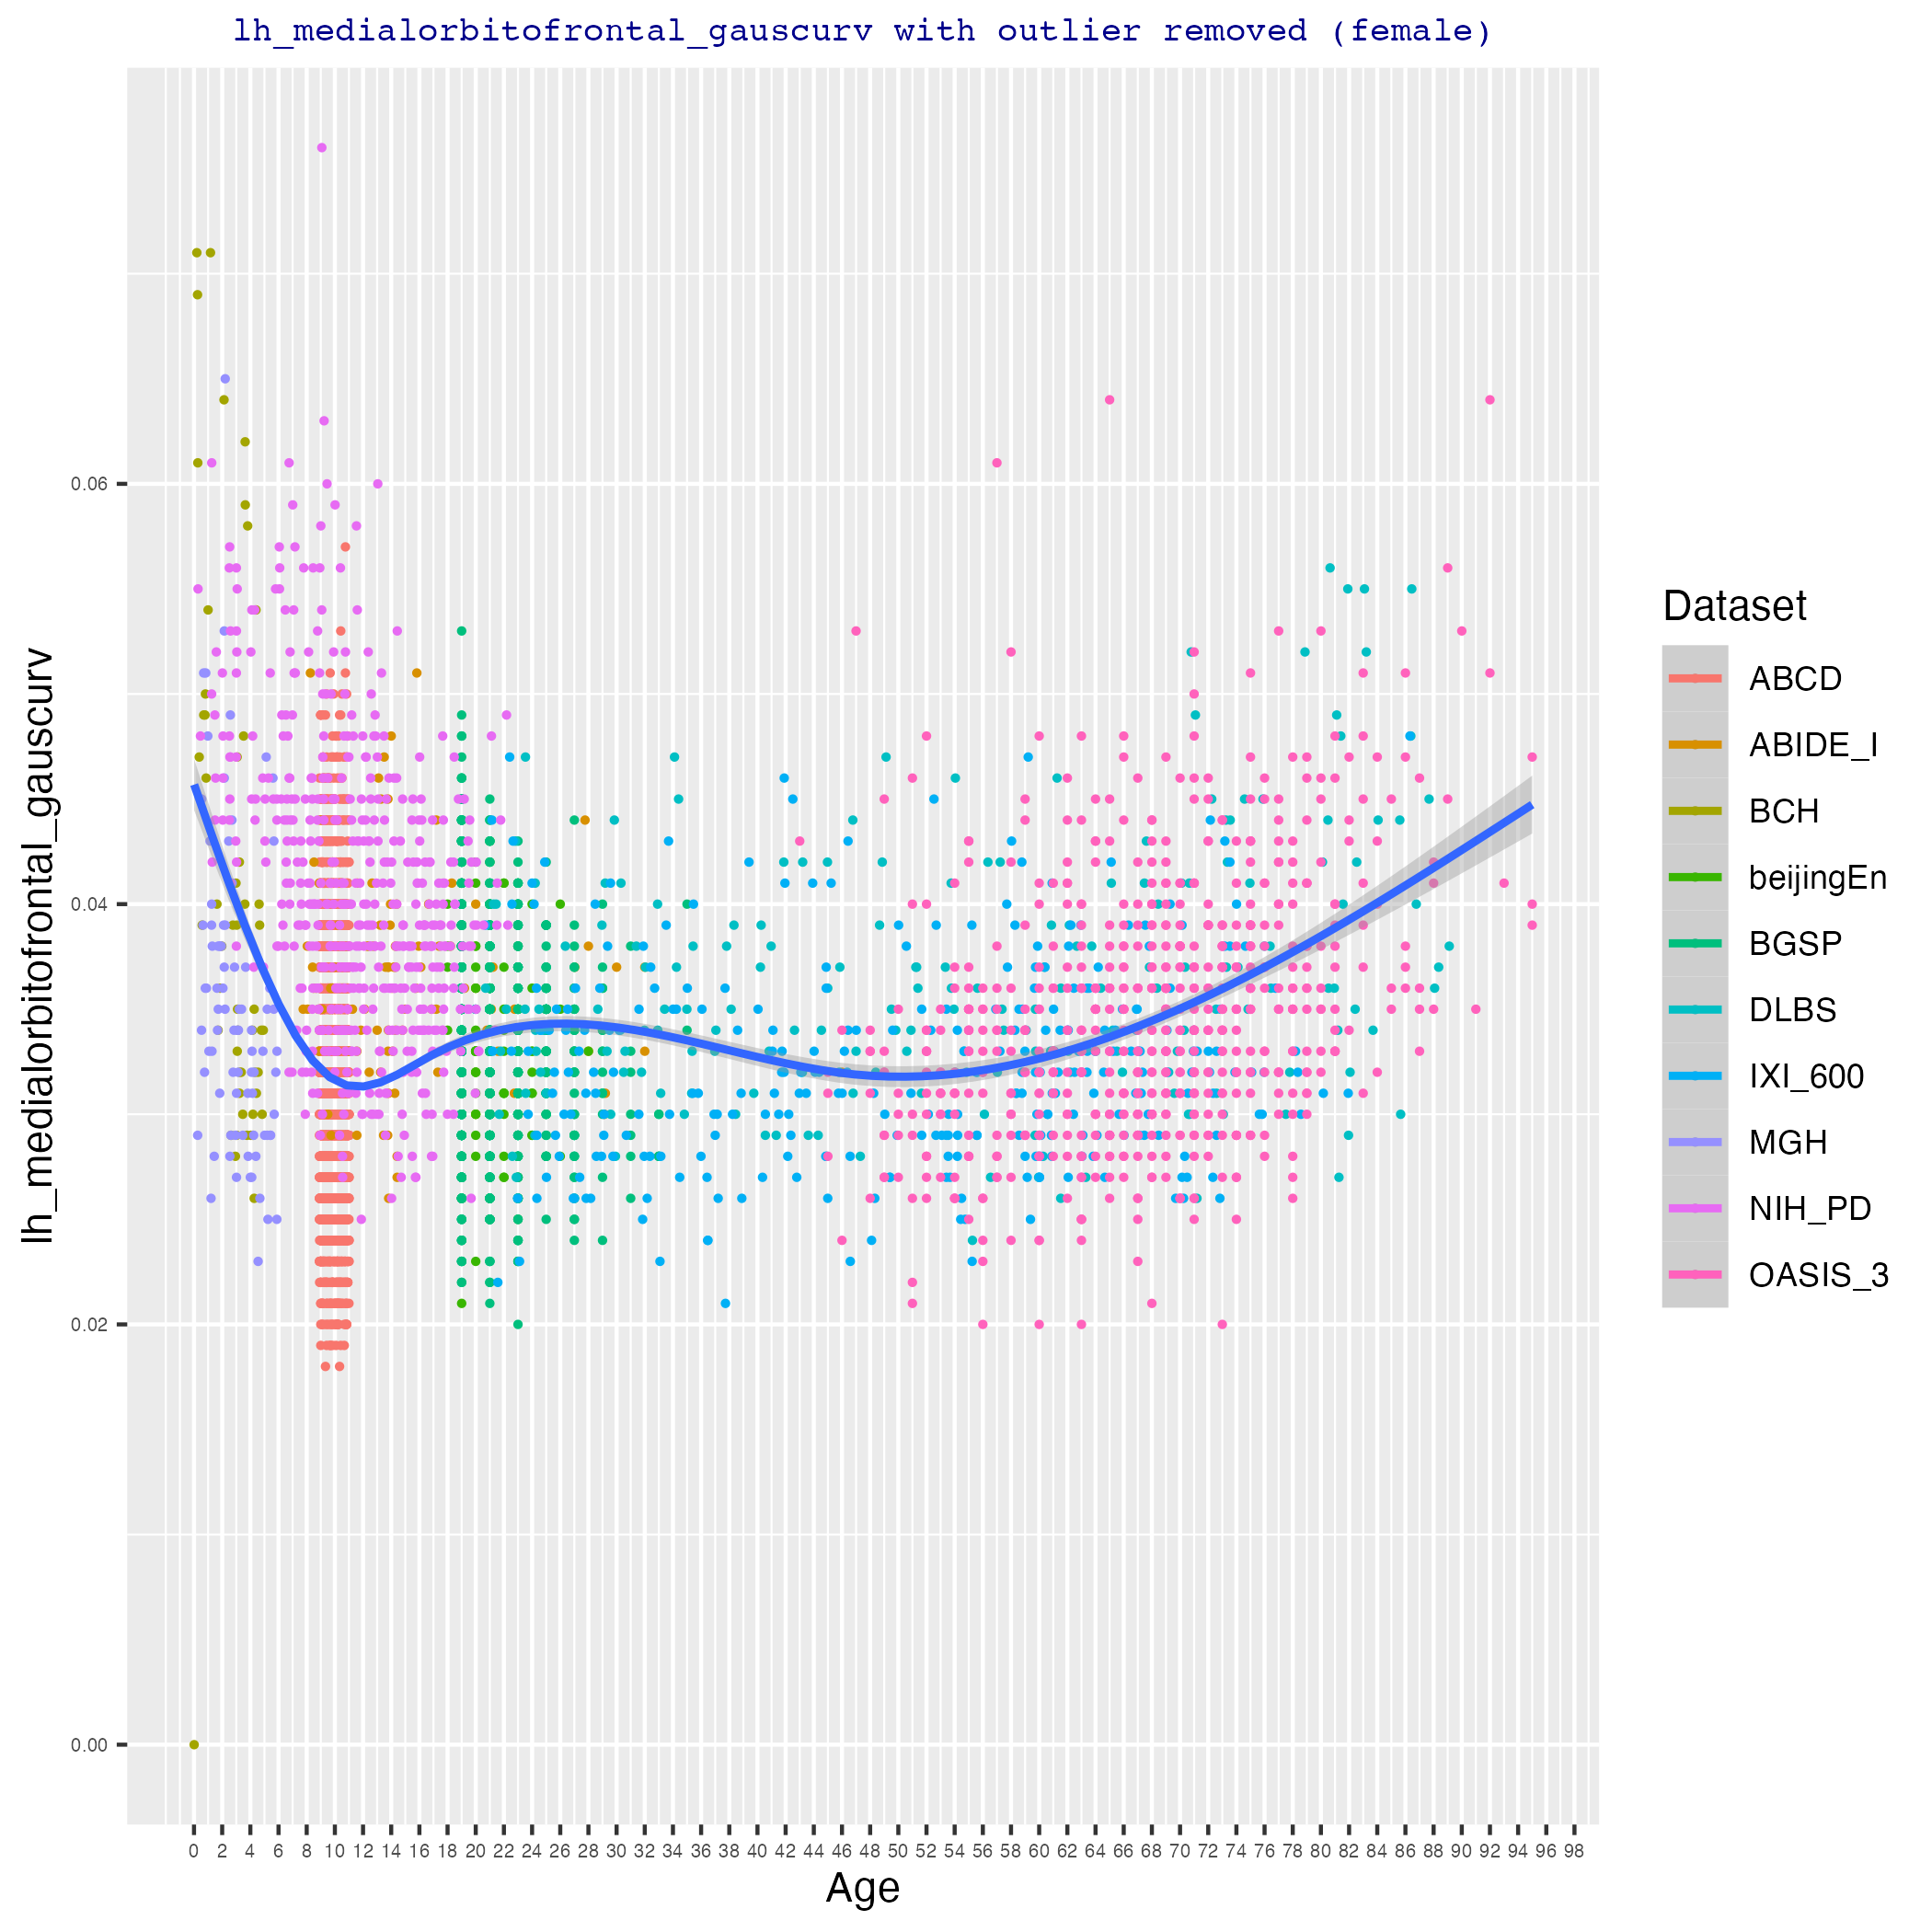 lh_medialorbitofrontal_gauscurv with outlier removed (female)
lh_medialorbitofrontal_gauscurv
0.06
0.04
0.02
0.00
0 2 4 6 8 10 12 14 16 18 20 22 24 26 28 30 32 34 36 38 40 42 44 46 48 50 52 54 56 58 60 62 64 66 68 70 72 74 76 78 80 82 84 86 88 90 92 94 96 98
Age
Dataset
ABCD
ABIDE_I
BCH
beijingEn
BGSP
DLBS
IXI_600
MGH
NIH_PD
OASIS_3